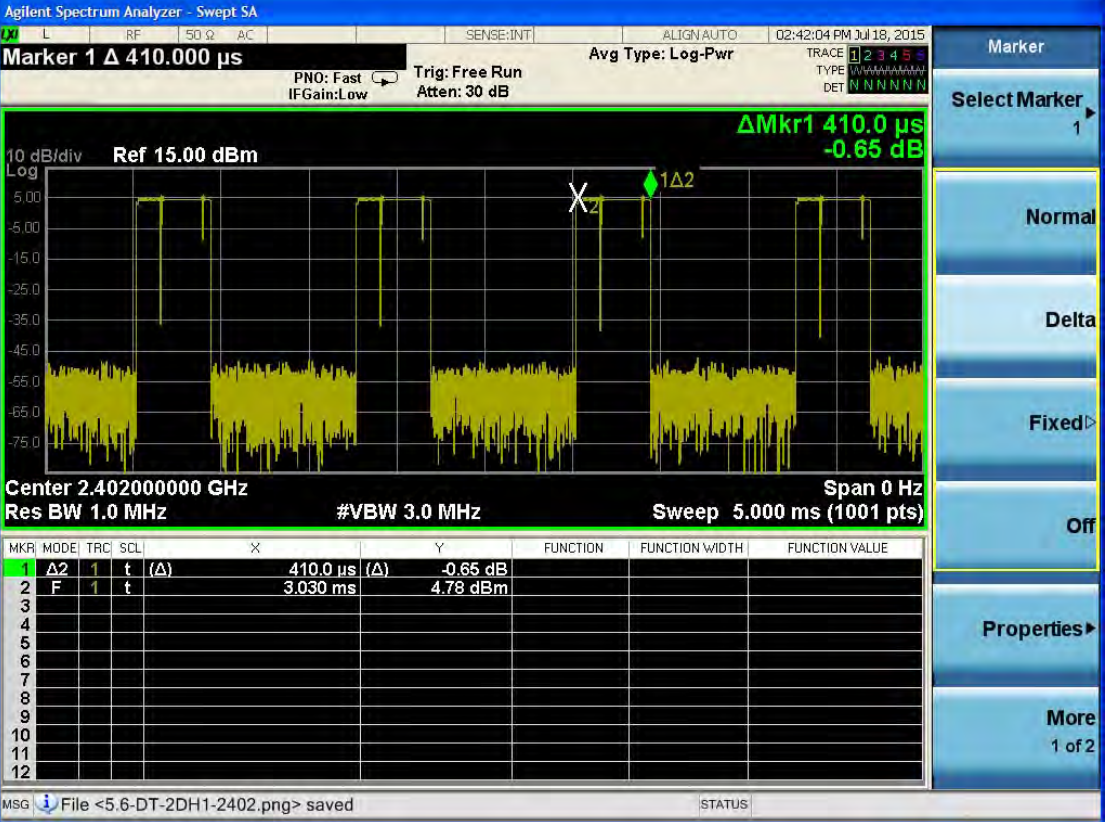 Agilent Spectrum Analyzer - Swept SA
LXI L RF 50 Ω AC SENSE:INT ALIGN AUTO 02:42:04 PM Jul 18, 2015
Marker 1 Δ 410.000 µs
PNO: Fast Trig: Free Run
IFGain:Low Atten: 30 dB
Avg Type: Log-Pwr
TRACE 1 2 3 4 5 6
TYPE WWWWWW
DET N N N N N N
ΔMkr1 410.0 µs
-0.65 dB
10 dB/div Ref 15.00 dBm
Log
5.00
-5.00
-15.0
-25.0
-35.0
-45.0
-55.0
-65.0
-75.0
X2
1Δ2
Center 2.402000000 GHz Span 0 Hz
Res BW 1.0 MHz #VBW 3.0 MHz Sweep 5.000 ms (1001 pts)
MKR MODE TRC SCL X Y FUNCTION FUNCTION WIDTH FUNCTION VALUE
1 Δ2 1 t (Δ) 410.0 µs (Δ) -0.65 dB
2 F 1 t 3.030 ms 4.78 dBm
3
4
5
6
7
8
9
10
11
12
MSG File <5.6-DT-2DH1-2402.png> saved STATUS
Marker
Select Marker
1
Normal
Delta
Fixed
Off
Properties
More
1 of 2